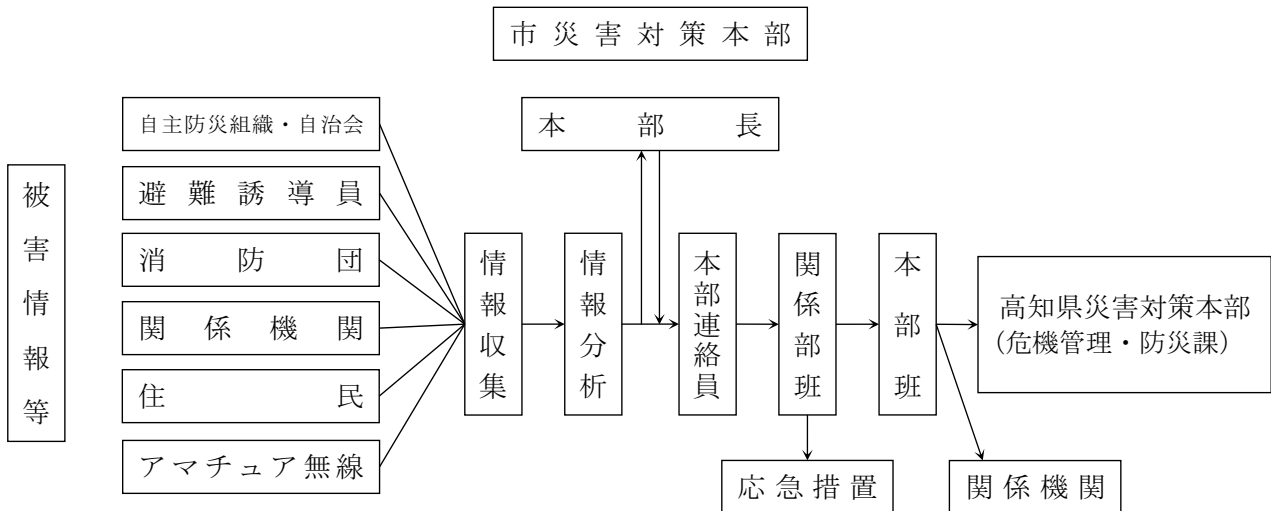 市災害対策本部
本部長
被害情報等
自主防災組織・自治会
避難誘導員
消防団
関係機関
住民
アマチュア無線
情報収集
情報分析
本部連絡員
関係部班
本部班
高知県災害対策本部
(危機管理・防災課)
応急措置
関係機関